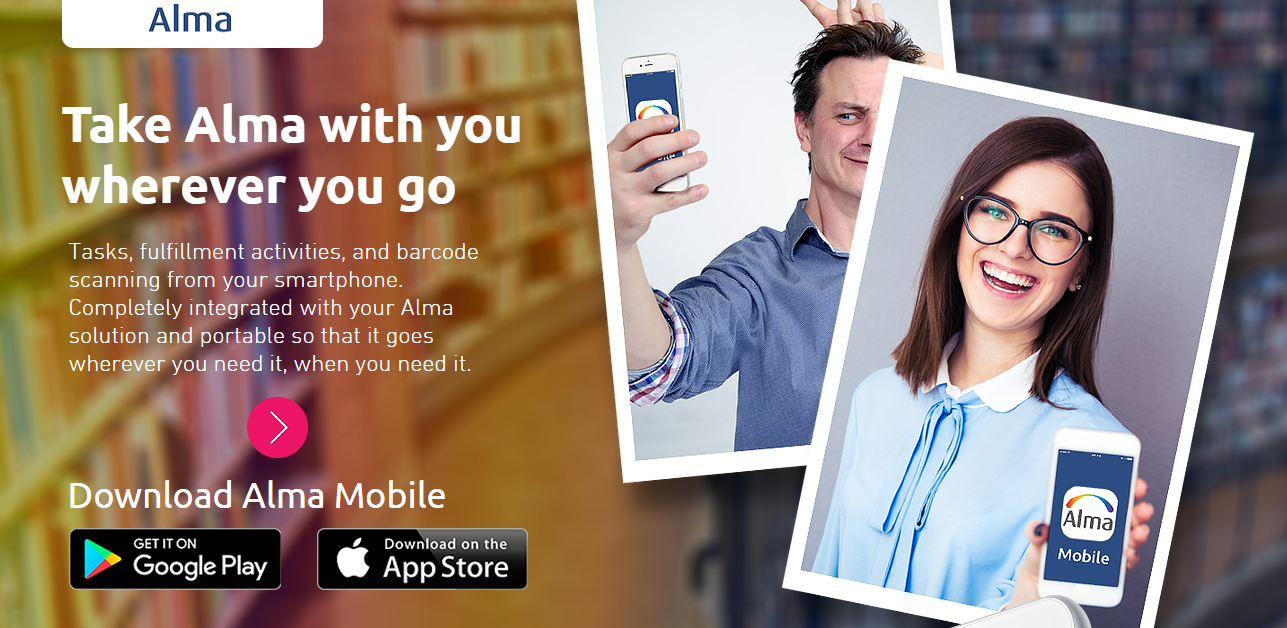 Alma
Take Alma with you
wherever you go
Tasks, fulfillment activities, and barcode
scanning from your smartphone.
Completely integrated with your Alma
solution and portable so that it goes
wherever you need it, when you need it.
Download Alma Mobile
GET IT ON
Google Play
Download on the
App Store
Alma
Mobile